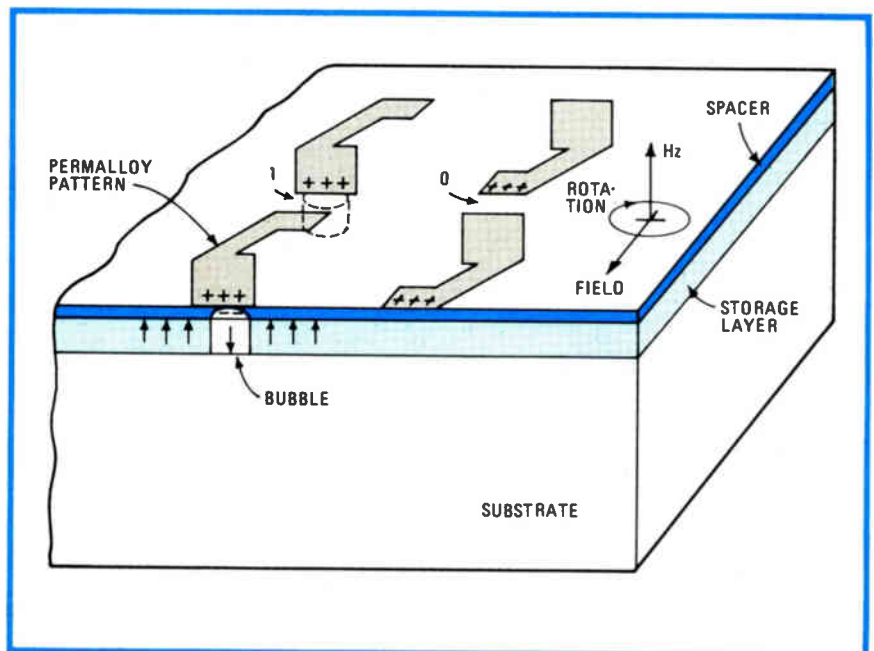 SPACER
Hz
PERMALLOY
PATTERN
1
0
ROTA-
TION
+ + +
+ + +
FIELD
+ + +
+ + +
STORAGE
LAYER
BUBBLE
SUBSTRATE